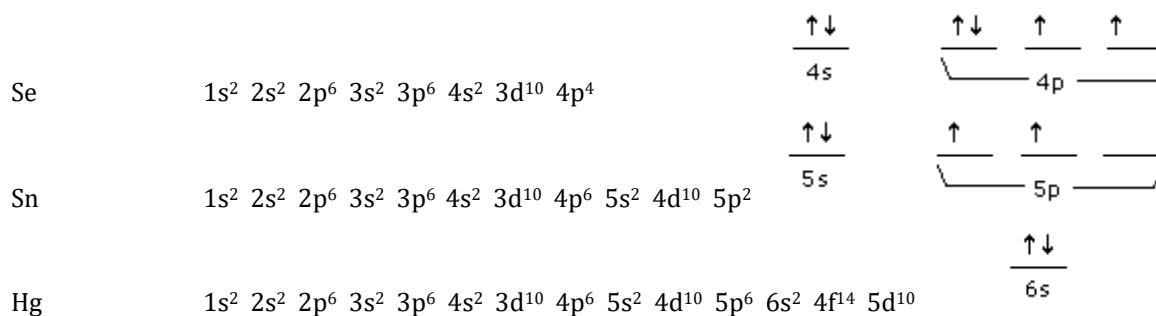 ↑↓ ↑↓ ↑ ↑
4s 4p
Se 1s² 2s² 2p⁶ 3s² 3p⁶ 4s² 3d¹⁰ 4p⁴
↑↓ ↑ ↑
5s 5p
Sn 1s² 2s² 2p⁶ 3s² 3p⁶ 4s² 3d¹⁰ 4p⁶ 5s² 4d¹⁰ 5p²
↑↓
6s
Hg 1s² 2s² 2p⁶ 3s² 3p⁶ 4s² 3d¹⁰ 4p⁶ 5s² 4d¹⁰ 5p⁶ 6s² 4f¹⁴ 5d¹⁰